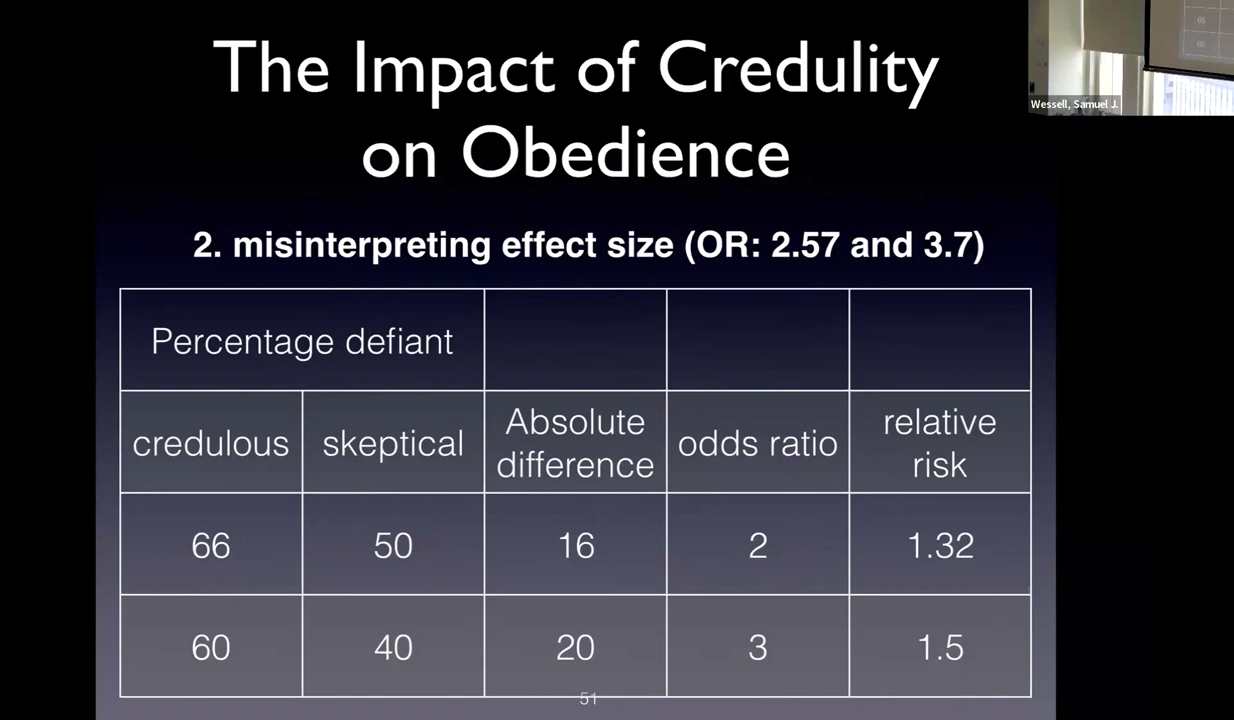 The Impact of Credulity
on Obedience
Wessell, Samuel J.
2. misinterpreting effect size (OR: 2.57 and 3.7)
Percentage defiant
credulous skeptical Absolute difference odds ratio relative risk
66 50 16 2 1.32
60 40 20 3 1.5
51
66
60